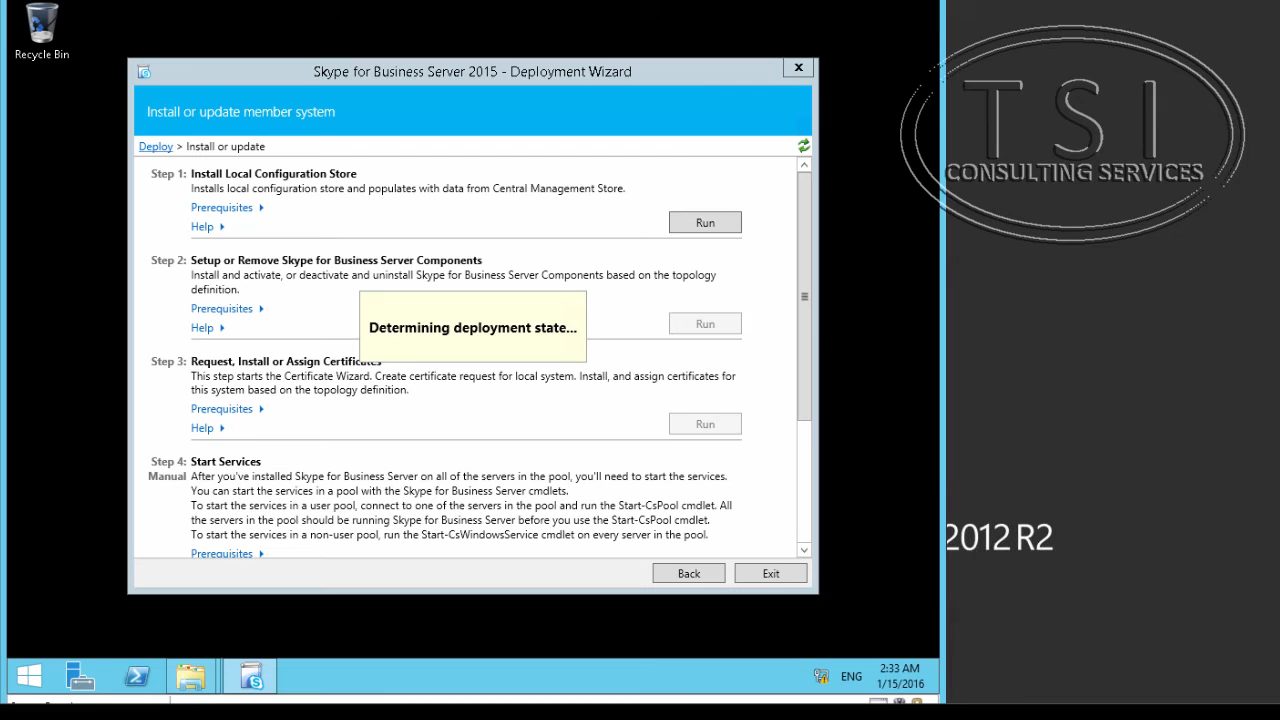 Recycle Bin
Skype for Business Server 2015 - Deployment Wizard
x
TSI
CONSULTING SERVICES
Install or update member system
Deploy > Install or update
Step 1: Install Local Configuration Store
Installs local configuration store and populates with data from Central Management Store.
Prerequisites
Help
Run
Step 2: Setup or Remove Skype for Business Server Components
Install and activate, or deactivate and uninstall Skype for Business Server Components based on the topology
definition.
Prerequisites
Help
Run
Determining deployment state...
Step 3: Request, Install or Assign Certificates
This step starts the Certificate Wizard. Create certificate request for local system. Install, and assign certificates for
this system based on the topology definition.
Prerequisites
Help
Run
Step 4: Start Services
Manual After you've installed Skype for Business Server on all of the servers in the pool, you'll need to start the services.
You can start the services in a pool with the Skype for Business Server cmdlets.
To start the services in a user pool, connect to one of the servers in the pool and run the Start-CsPool cmdlet. All
the servers in the pool should be running Skype for Business Server before you use the Start-CsPool cmdlet.
To start the services in a non-user pool, run the Start-CsWindowsService cmdlet on every server in the pool.
Prerequisites
2012 R2
Back
Exit
ENG
2:33 AM
1/15/2016